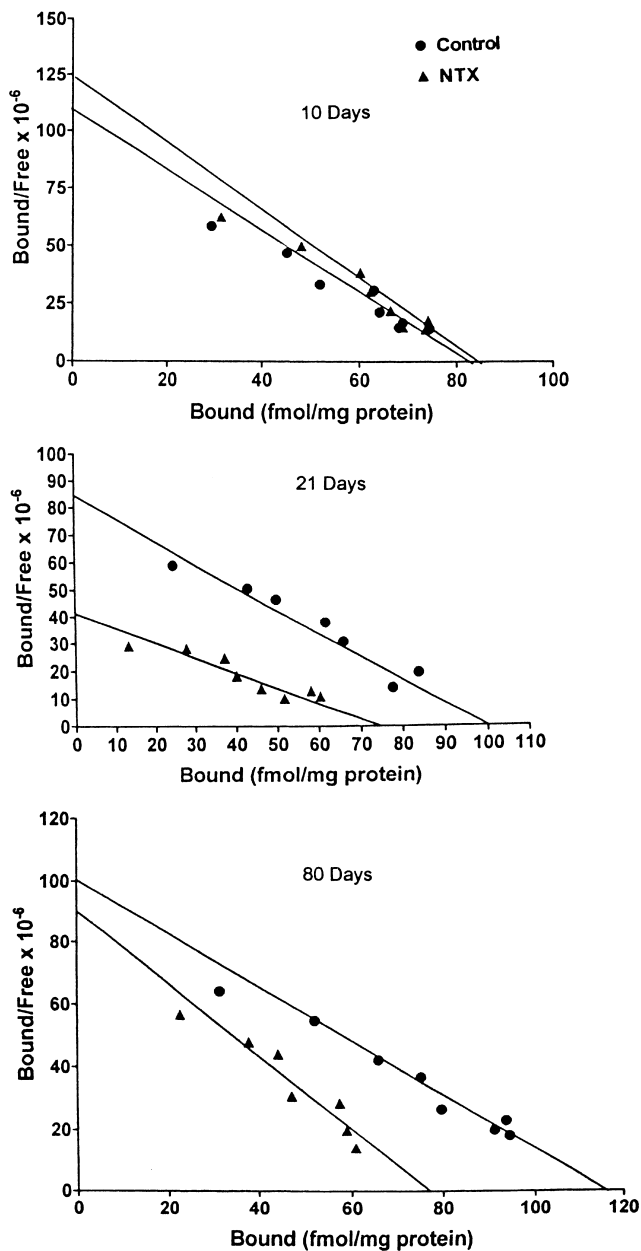 150
125
100
75
50
25
0
Bound/Free x 10⁻⁶
Control
NTX
10 Days
0 20 40 60 80 100
Bound (fmol/mg protein)
100
90
80
70
60
50
40
30
20
10
0
Bound/Free x 10⁻⁶
21 Days
0 10 20 30 40 50 60 70 80 90 100 110
Bound (fmol/mg protein)
120
100
80
60
40
20
0
Bound/Free x 10⁻⁶
80 Days
0 20 40 60 80 100 120
Bound (fmol/mg protein)